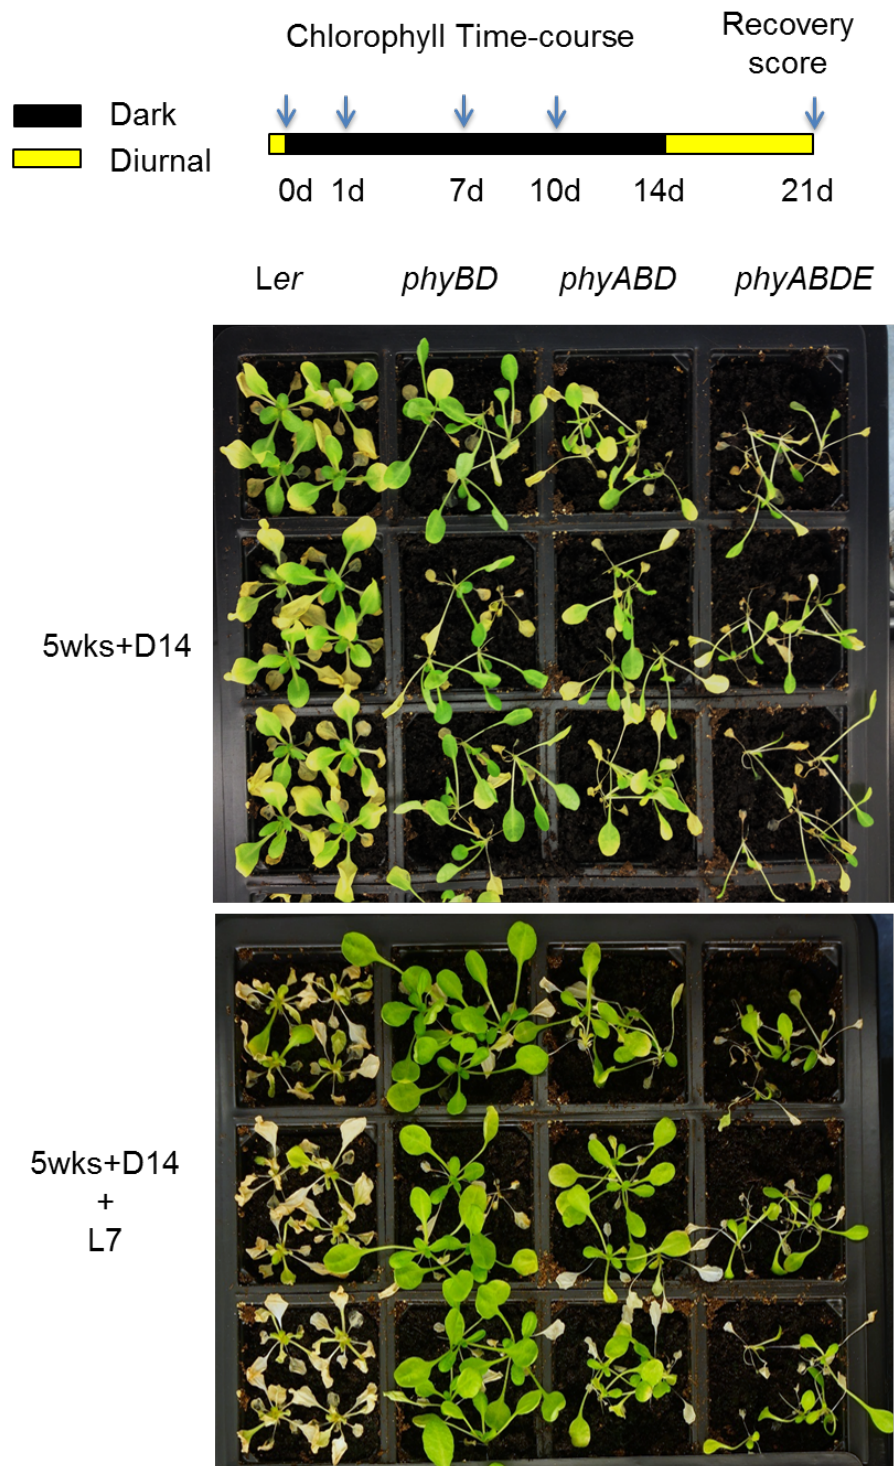 Chlorophyll Time-course
Recovery
score
Dark
Diurnal
0d 1d 7d 10d 14d 21d
Ler phyBD phyABD phyABDE
5wks+D14
5wks+D14
+
L7